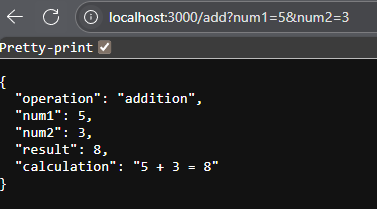 localhost:3000/add?num1=5&num2=3
Pretty-print
{
  "operation": "addition",
  "num1": 5,
  "num2": 3,
  "result": 8,
  "calculation": "5 + 3 = 8"
}